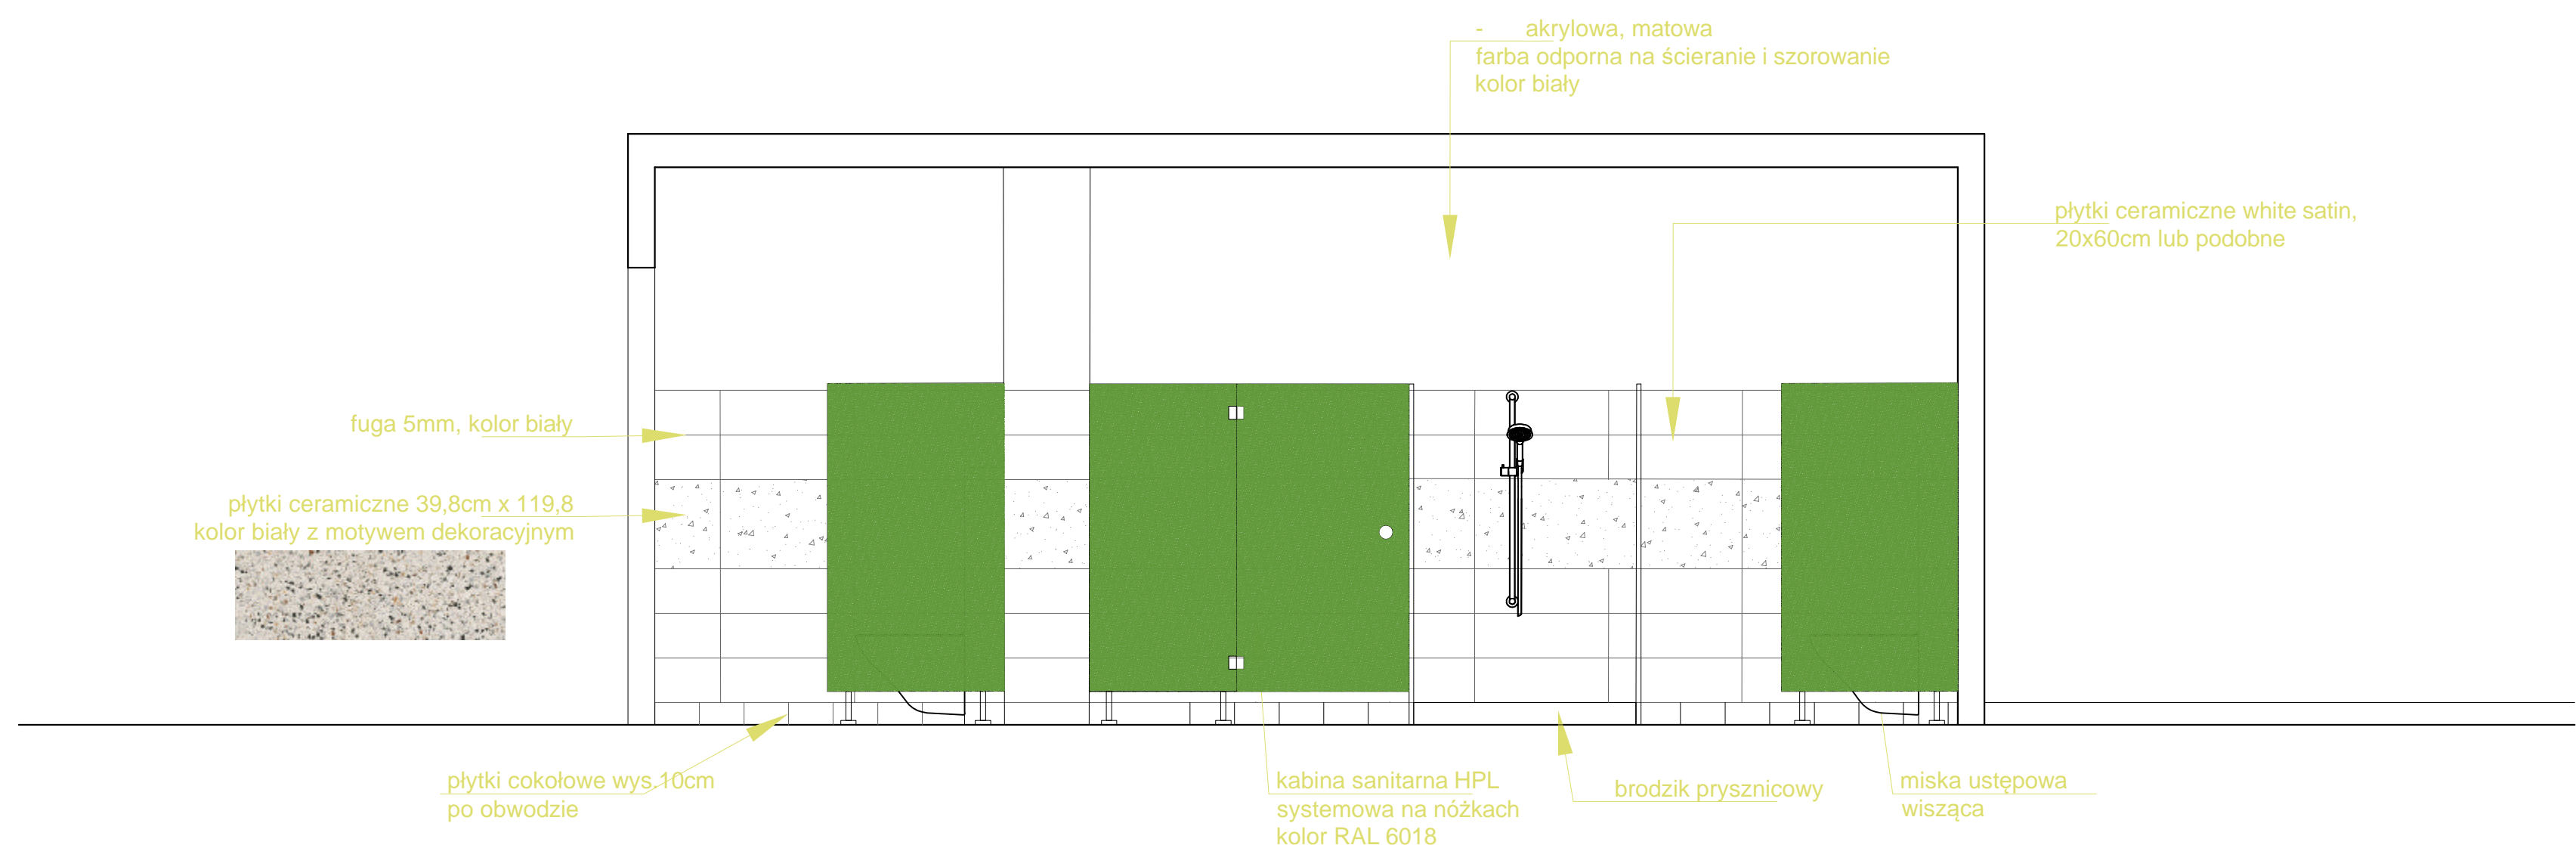 - akrylowa, matowa
farba odporna na ścieranie i szorowanie
kolor biały
płytki ceramiczne white satin,
20x60cm lub podobne
fuga 5mm, kolor biały
płytki ceramiczne 39,8cm x 119,8
kolor biały z motywem dekoracyjnym
płytki cokołowe wys.10cm
po obwodzie
kabina sanitarna HPL
systemowa na nóżkach
kolor RAL 6018
brodzik prysznicowy
miska ustępowa
wisząca